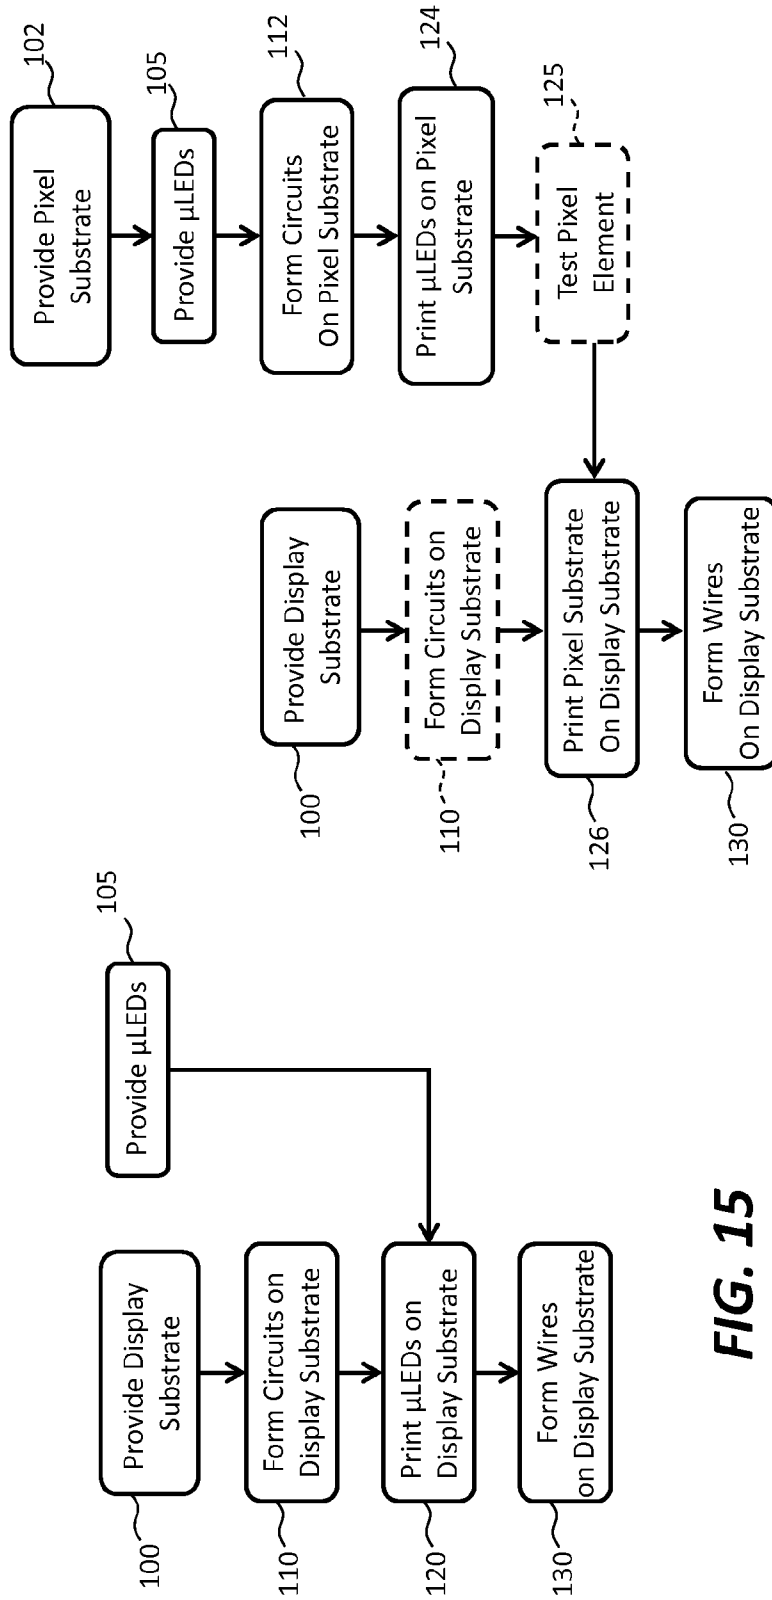 100
Provide Display
Substrate
105
Provide µLEDs
110
Form Circuits on
Display Substrate
120
Print µLEDs on
Display Substrate
130
Form Wires
on Display Substrate
FIG. 15
102
Provide Pixel
Substrate
105
Provide µLEDs
112
Form Circuits
On Pixel Substrate
124
Print µLEDs on Pixel
Substrate
125
Test Pixel
Element
100
Provide Display
Substrate
110
Form Circuits on
Display Substrate
126
Print Pixel Substrate
On Display Substrate
130
Form Wires
On Display Substrate